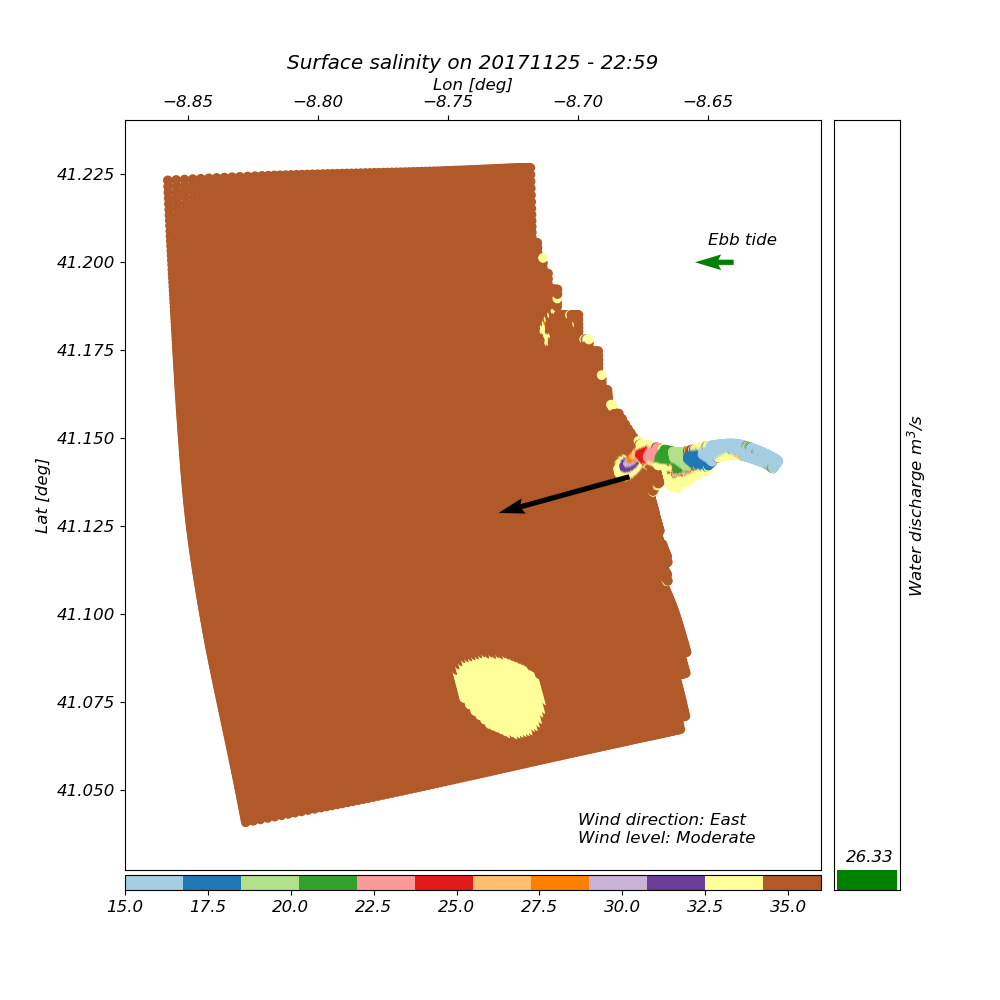 Surface salinity on 20171125 - 22:59
Lon [deg]
−8.85 −8.80 −8.75 −8.70 −8.65
41.225
Ebb tide
41.200
41.175
41.150
41.125
41.100
41.075
41.050
Lat [deg]
Water discharge m³/s
Wind direction: East
Wind level: Moderate
26.33
15.0 17.5 20.0 22.5 25.0 27.5 30.0 32.5 35.0